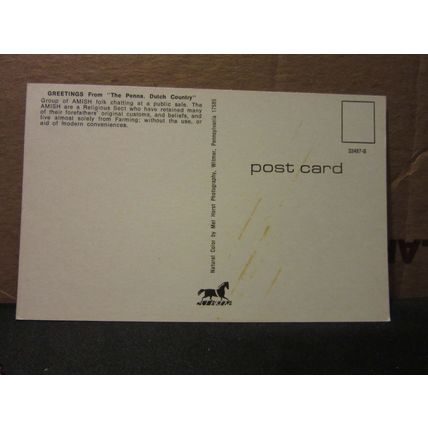 GREETINGS From "The Penna. Dutch Country"
Group of AMISH folk chatting at a public sale. The
AMISH are a Religious Sect who have retained many
of their forefathers' original customs, and beliefs, and
live almost solely from Farming; without the use, or
aid of Modern conveniences.
Natural Color by Mel Horst Photography, Witmer, Pennsylvania 17585
post card
33487-B